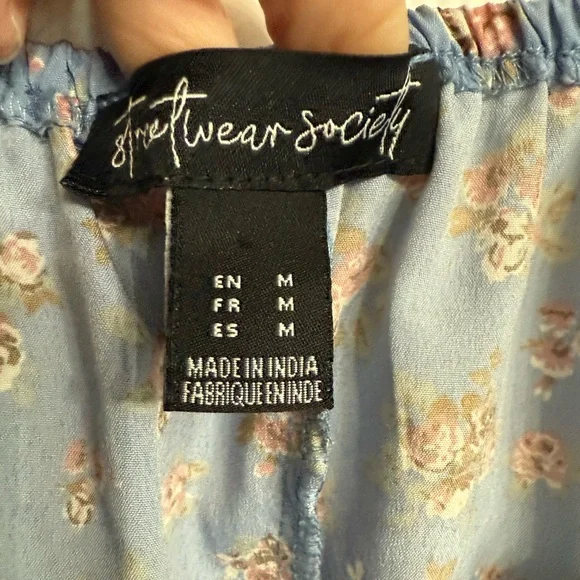 streetwear society
EN M
FR M
ES M
MADE IN INDIA
FABRIQUE EN INDE